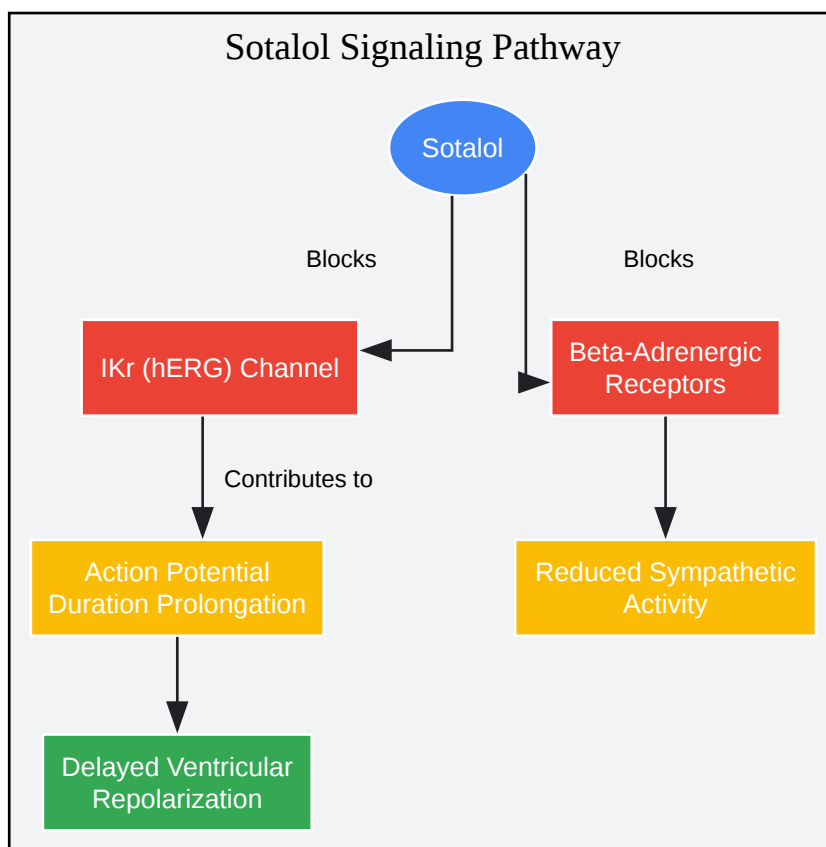 Sotalol Signaling Pathway
Sotalol
Blocks
Blocks
IKr (hERG) Channel
Beta-Adrenergic
Receptors
Contributes to
Action Potential
Duration Prolongation
Reduced Sympathetic
Activity
Delayed Ventricular
Repolarization